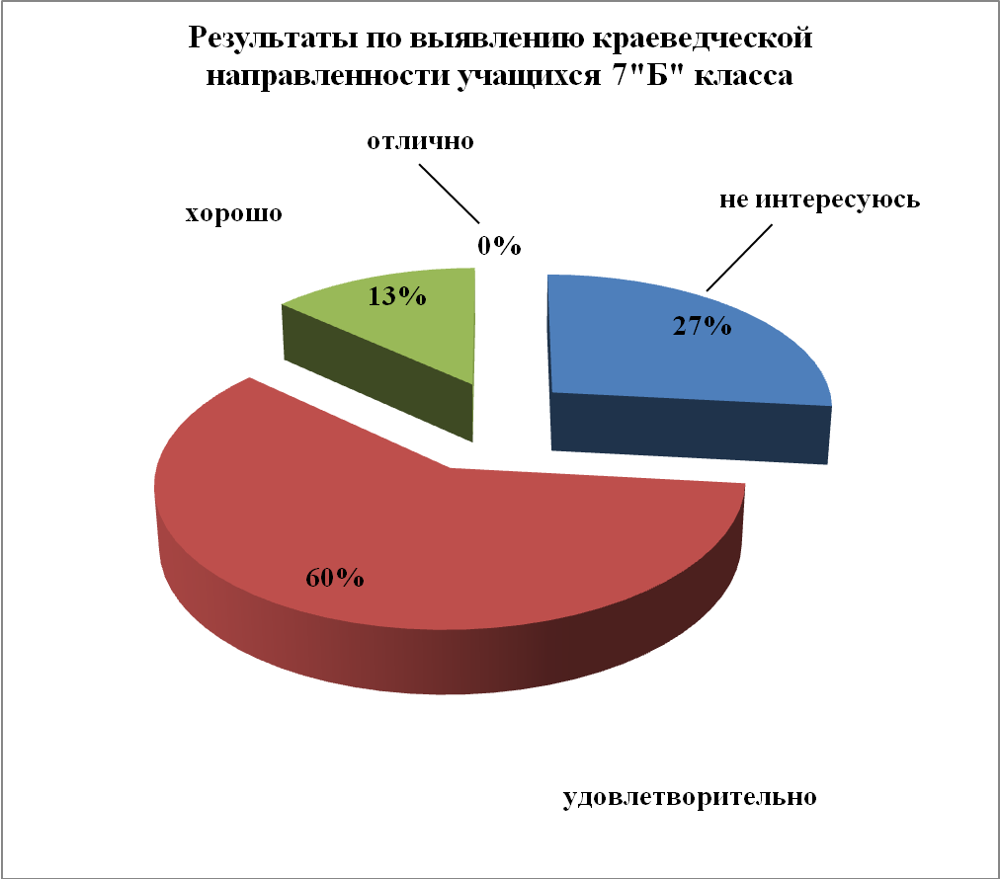 Результаты по выявлению краеведческой
направленности учащихся 7"Б" класса
отлично
не интересуюсь
хорошо
0%
13%
27%
60%
удовлетворительно